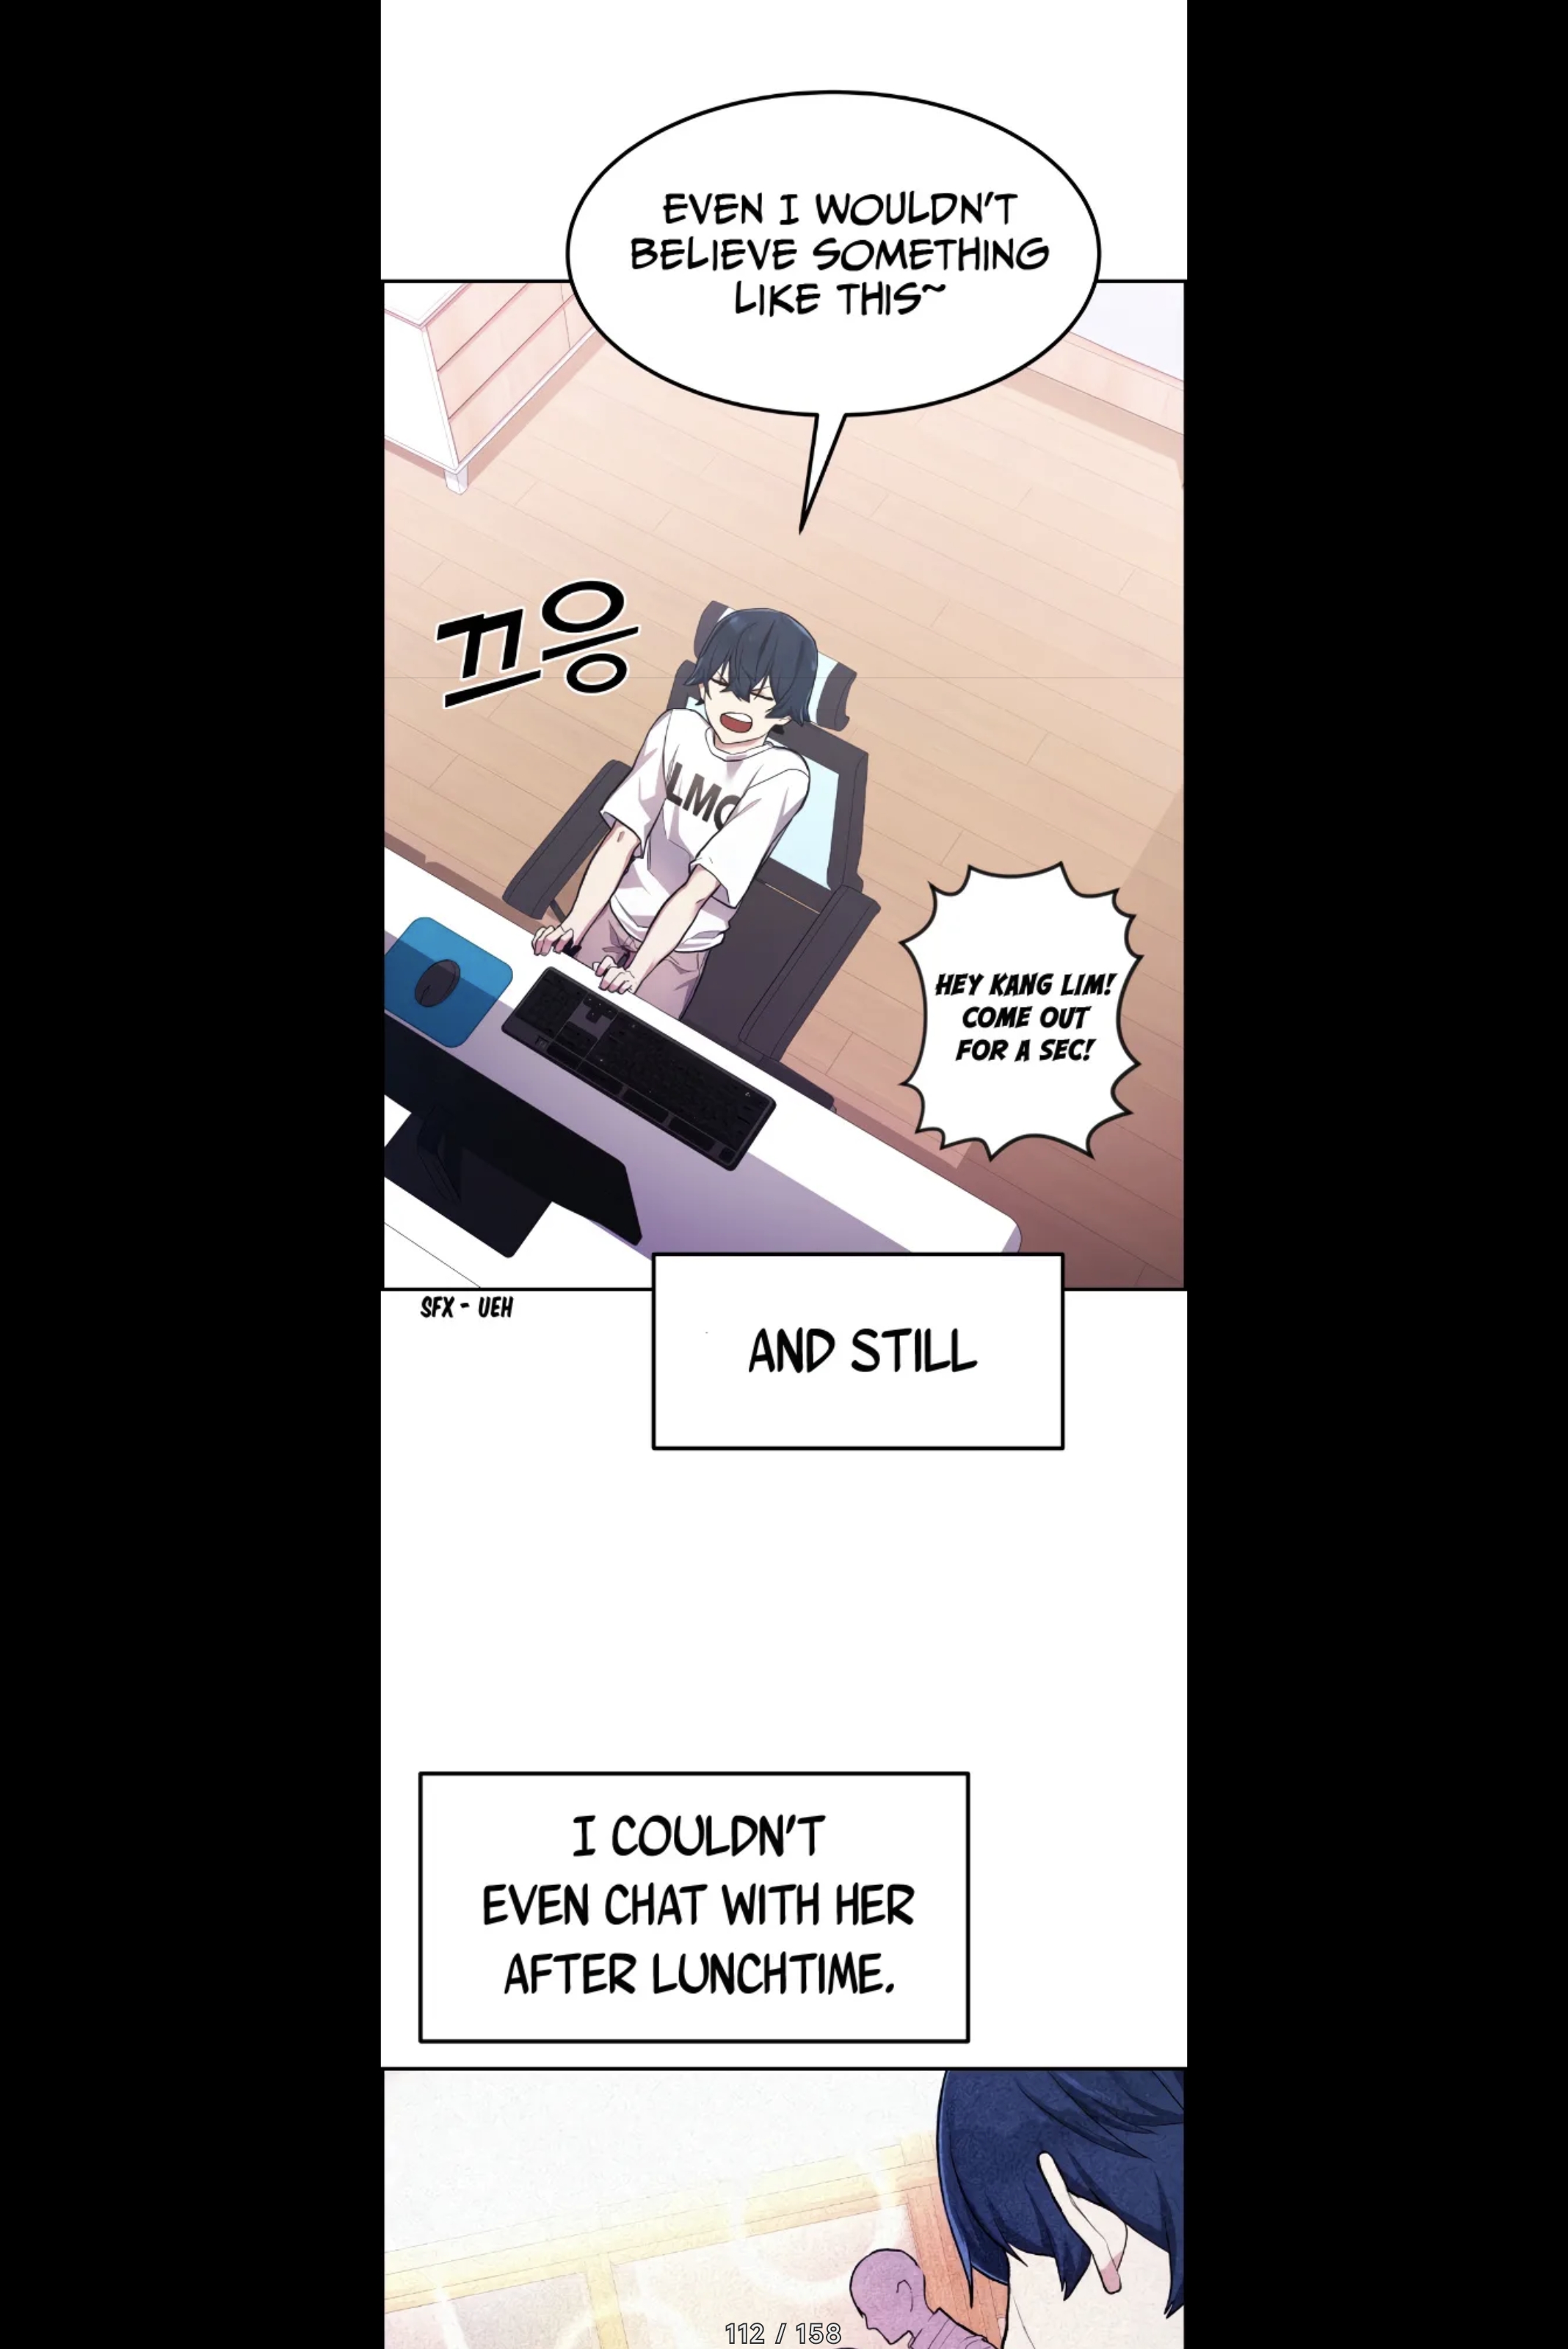 EVEN I WOULDN'T
BELIEVE SOMETHING
LIKE THIS~
끄응
LMO
HEY KANG LIM!
COME OUT
FOR A SEC!
SFX - UEH
AND STILL
I COULDN'T
EVEN CHAT WITH HER
AFTER LUNCHTIME.
112 / 158